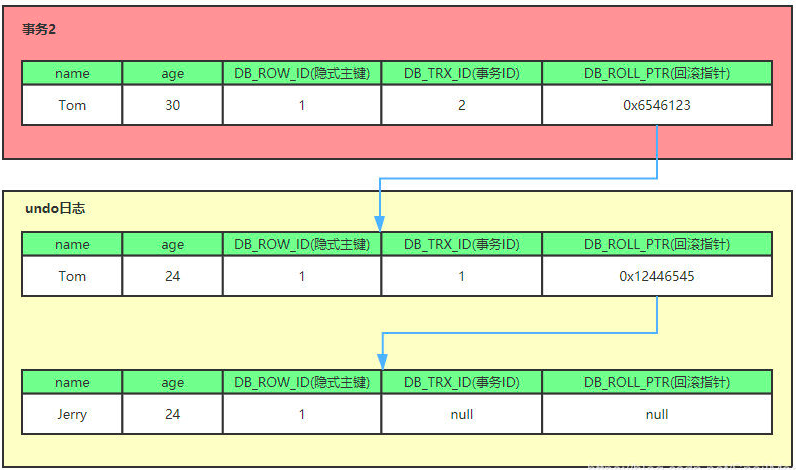 事务2
name age DB_ROW_ID(隐式主键) DB_TRX_ID(事务ID) DB_ROLL_PTR(回滚指针)
Tom 30 1 2 0x6546123
undo日志
name age DB_ROW_ID(隐式主键) DB_TRX_ID(事务ID) DB_ROLL_PTR(回滚指针)
Tom 24 1 1 0x12446545
name age DB_ROW_ID(隐式主键) DB_TRX_ID(事务ID) DB_ROLL_PTR(回滚指针)
Jerry 24 1 null null